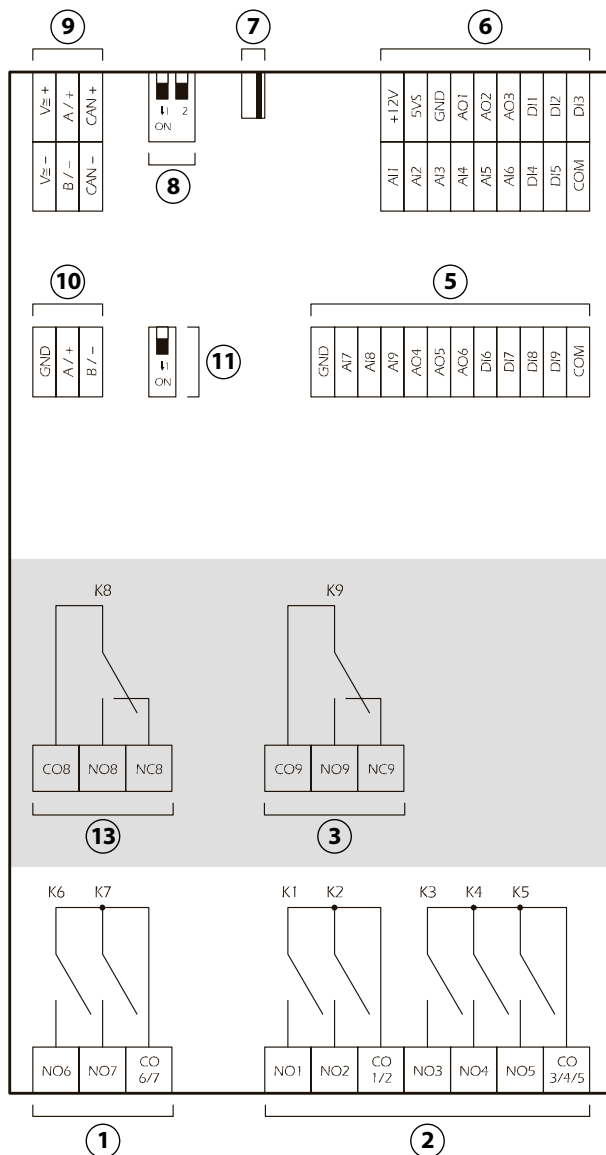 9 7 6
V≅ + A / + CAN +
V≅ − B / − CAN −
1 2
ON
8
+12V 5VS GND AO1 AO2 AO3 DI1 DI2 DI3
AI1 AI2 AI3 AI4 AI5 AI6 DI4 DI5 COM
10 5
GND A / + B / −
1
ON
11
GND AI7 AI8 AI9 AO4 AO5 AO6 DI6 DI7 DI8 DI9 COM
K8 K9
CO8 NO8 NC8 CO9 NO9 NC9
13 3
K6 K7 K1 K2 K3 K4 K5
NO6 NO7 CO 6/7 NO1 NO2 CO 1/2 NO3 NO4 NO5 CO 3/4/5
1 2